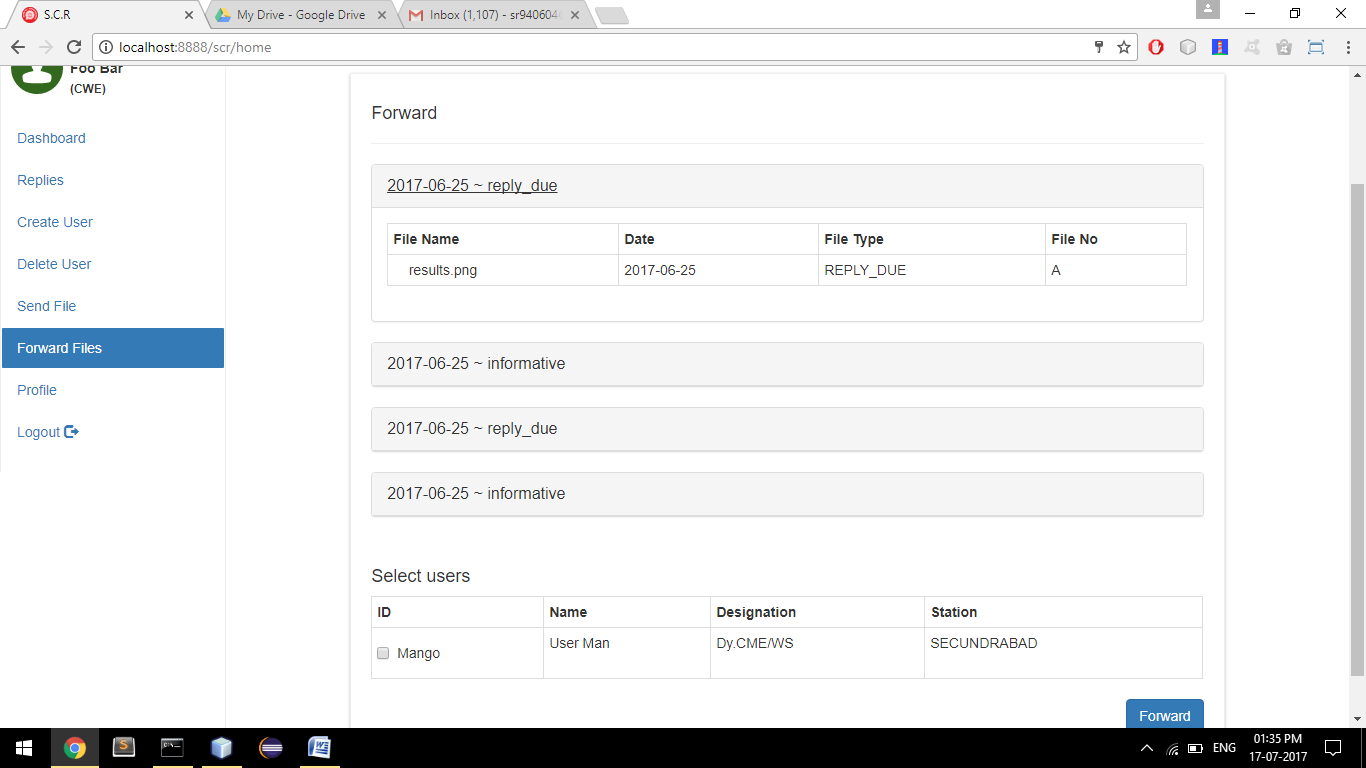 S.C.R
My Drive - Google Drive
Inbox (1,107) - sr940604
localhost:8888/scr/home
Foo Bar
(CWE)
Dashboard
Replies
Create User
Delete User
Send File
Forward Files
Profile
Logout
Forward
2017-06-25 ~ reply_due
File Name Date File Type File No
results.png 2017-06-25 REPLY_DUE A
2017-06-25 ~ informative
2017-06-25 ~ reply_due
2017-06-25 ~ informative
Select users
ID Name Designation Station
Mango User Man Dy.CME/WS SECUNDRABAD
Forward
ENG
01:35 PM
17-07-2017